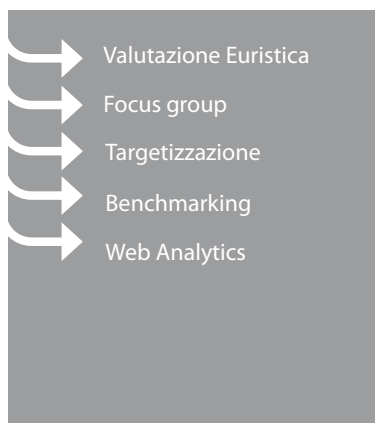 Valutazione Euristica
Focus group
Targetizzazione
Benchmarking
Web Analytics